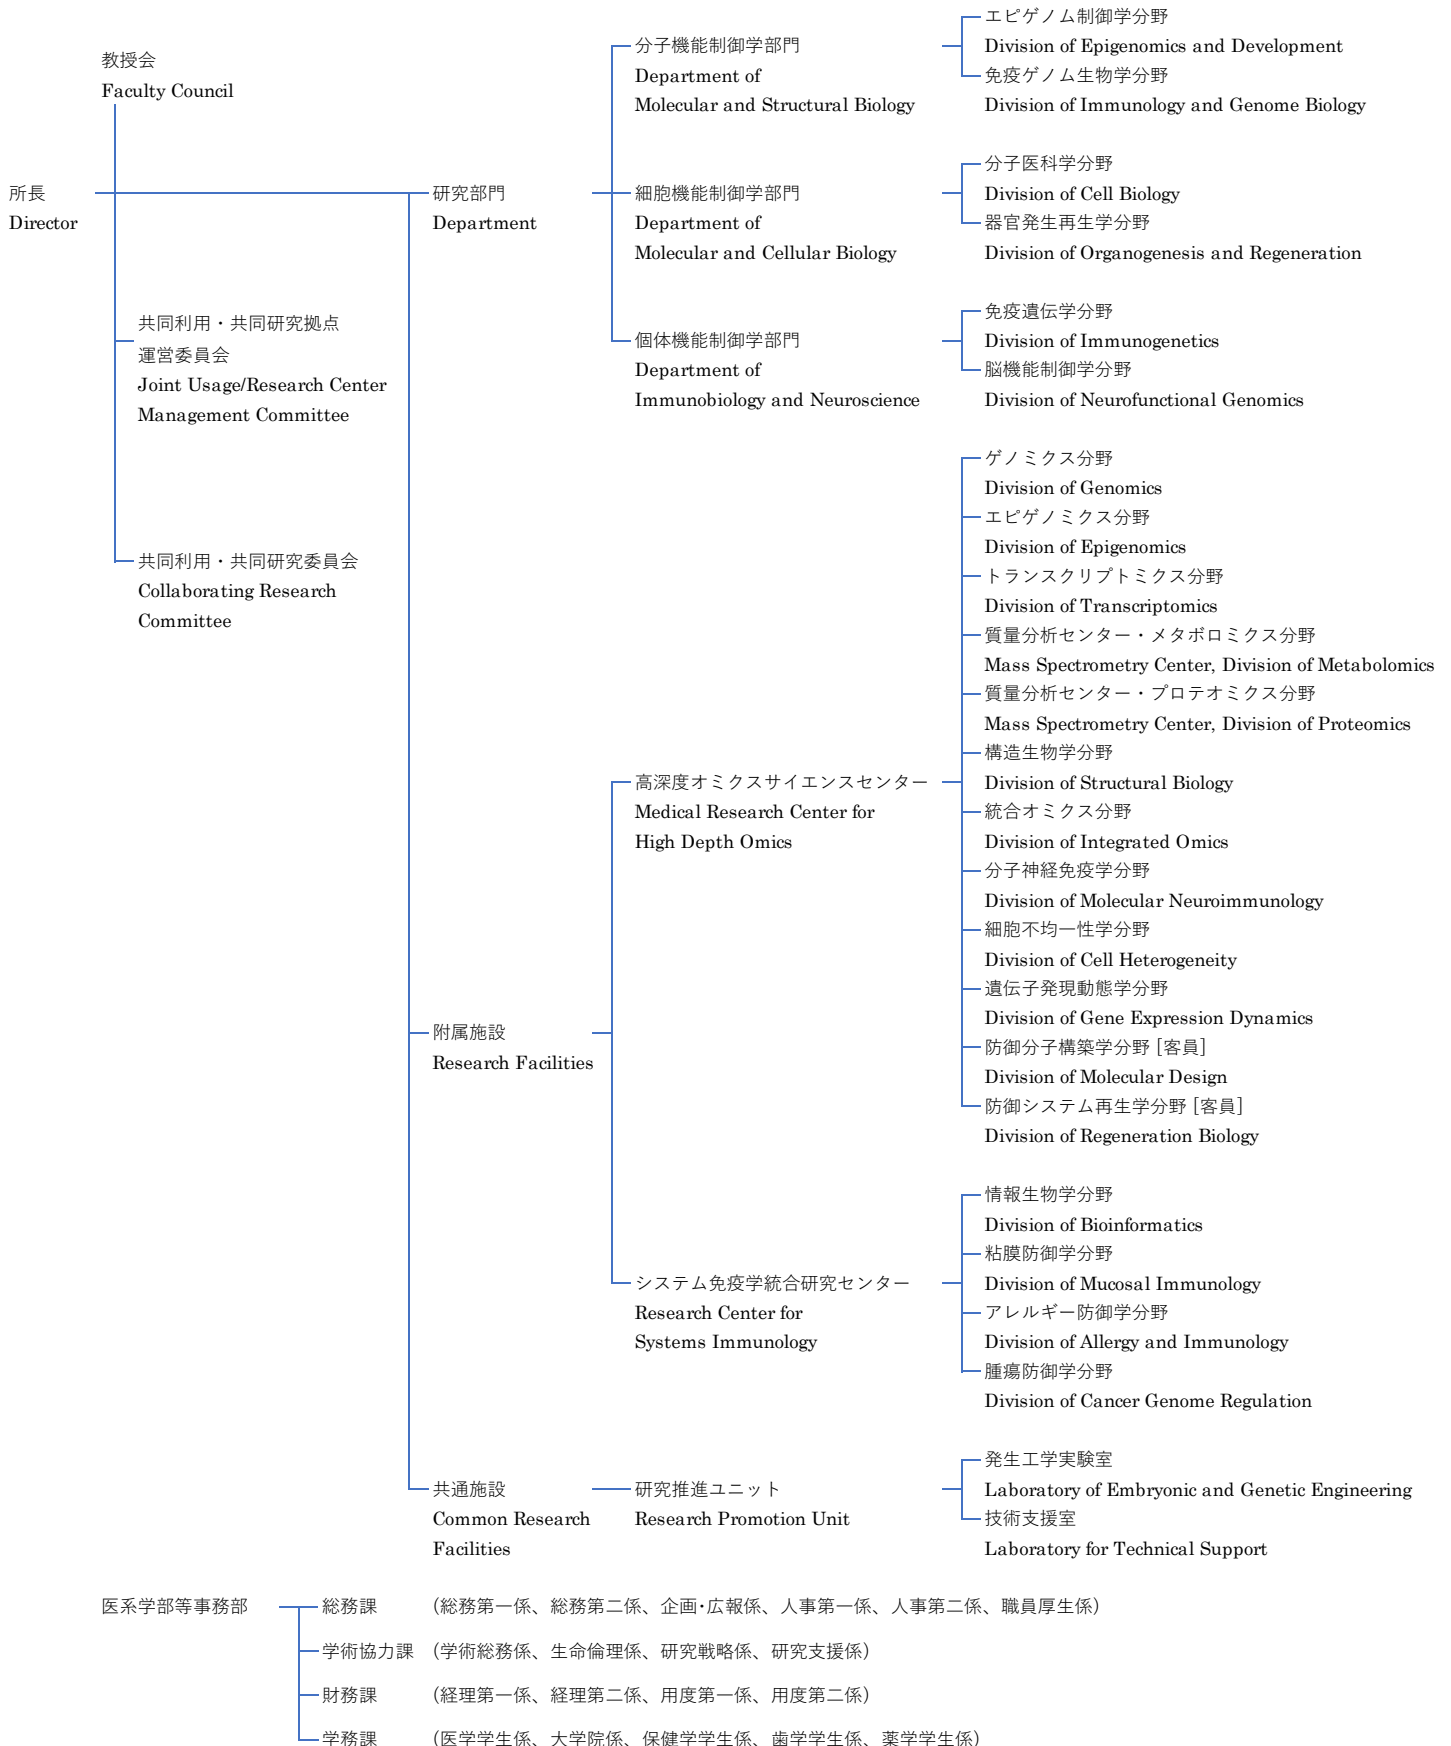 教授会
Faculty Council
所長
Director
共同利用・共同研究拠点
運営委員会
Joint Usage/Research Center
Management Committee
共同利用・共同研究委員会
Collaborating Research
Committee
研究部門
Department
分子機能制御学部門
Department of
Molecular and Structural Biology
エピゲノム制御学分野
Division of Epigenomics and Development
免疫ゲノム生物学分野
Division of Immunology and Genome Biology
細胞機能制御学部門
Department of
Molecular and Cellular Biology
分子医科学分野
Division of Cell Biology
器官発生再生学分野
Division of Organogenesis and Regeneration
個体機能制御学部門
Department of
Immunobiology and Neuroscience
免疫遺伝学分野
Division of Immunogenetics
脳機能制御学分野
Division of Neurofunctional Genomics
附属施設
Research Facilities
高深度オミクスサイエンスセンター
Medical Research Center for
High Depth Omics
ゲノミクス分野
Division of Genomics
エピゲノミクス分野
Division of Epigenomics
トランスクリプトミクス分野
Division of Transcriptomics
質量分析センター・メタボロミクス分野
Mass Spectrometry Center, Division of Metabolomics
質量分析センター・プロテオミクス分野
Mass Spectrometry Center, Division of Proteomics
構造生物学分野
Division of Structural Biology
統合オミクス分野
Division of Integrated Omics
分子神経免疫学分野
Division of Molecular Neuroimmunology
細胞不均一性学分野
Division of Cell Heterogeneity
遺伝子発現動態学分野
Division of Gene Expression Dynamics
防御分子構築学分野 [客員]
Division of Molecular Design
防御システム再生学分野 [客員]
Division of Regeneration Biology
システム免疫学統合研究センター
Research Center for
Systems Immunology
情報生物学分野
Division of Bioinformatics
粘膜防御学分野
Division of Mucosal Immunology
アレルギー防御学分野
Division of Allergy and Immunology
腫瘍防御学分野
Division of Cancer Genome Regulation
共通施設
Common Research
Facilities
研究推進ユニット
Research Promotion Unit
発生工学実験室
Laboratory of Embryonic and Genetic Engineering
技術支援室
Laboratory for Technical Support
医系学部等事務部
総務課 (総務第一係、総務第二係、企画・広報係、人事第一係、人事第二係、職員厚生係)
学術協力課 (学術総務係、生命倫理係、研究戦略係、研究支援係)
財務課 (経理第一係、経理第二係、用度第一係、用度第二係)
学務課 (医学学生係、大学院係、保健学学生係、歯学学生係、薬学学生係)